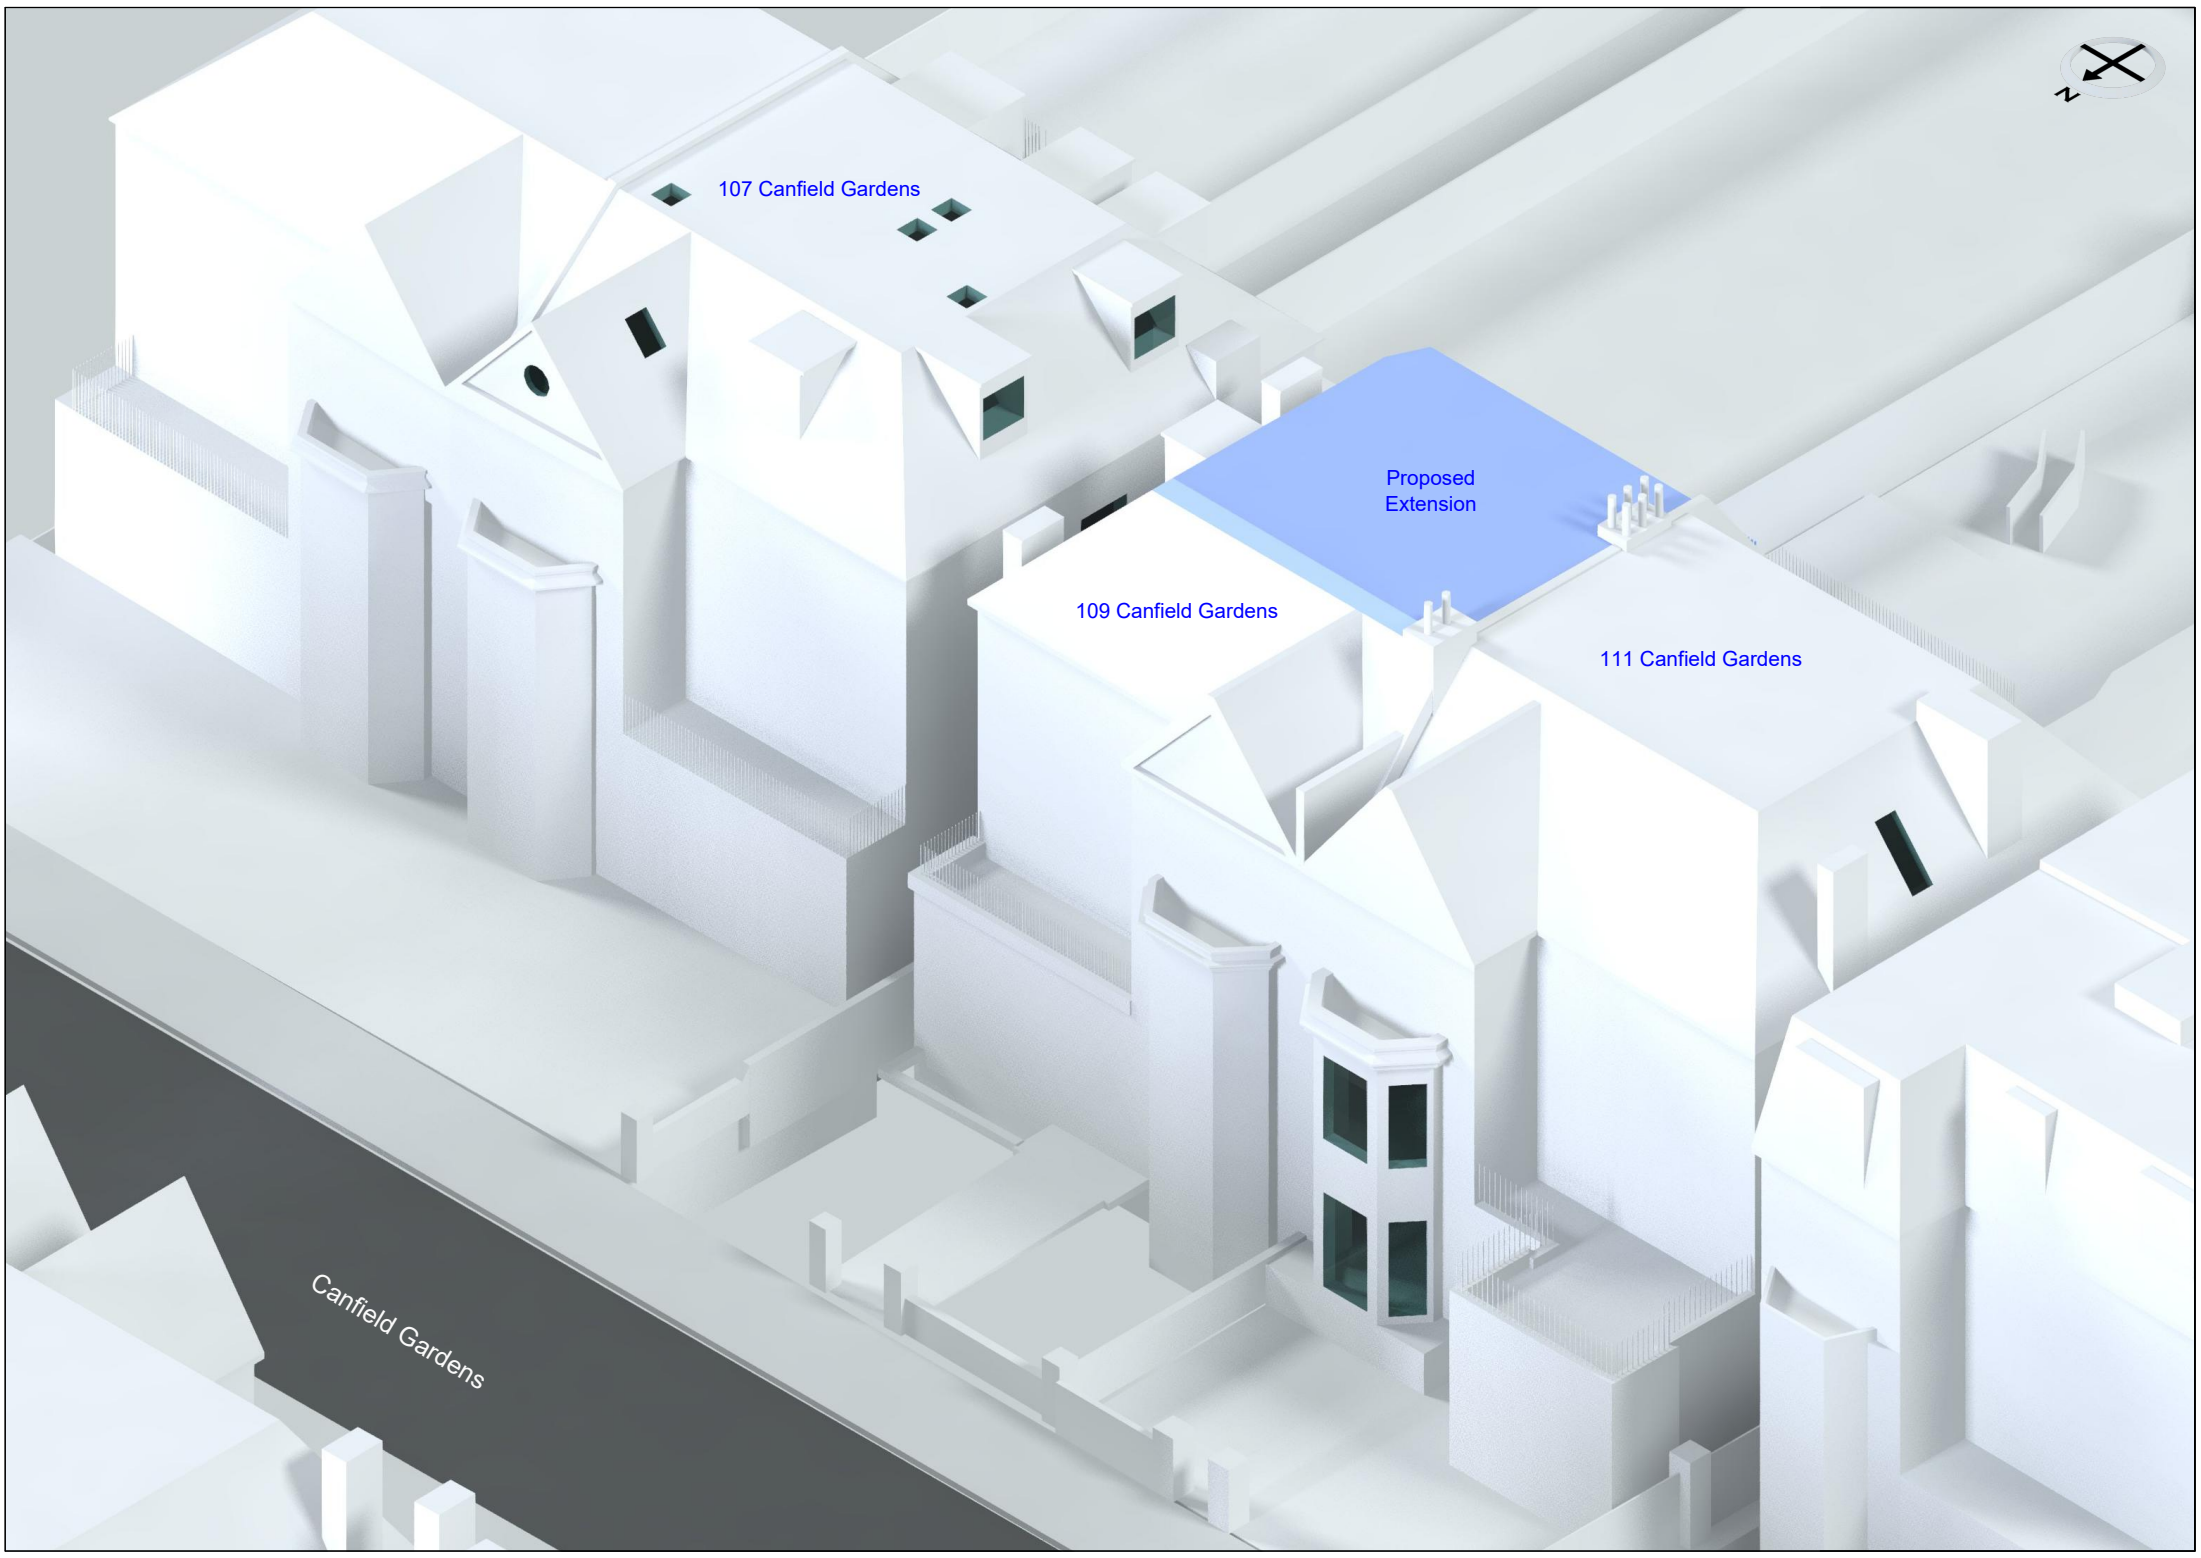 N
107 Canfield Gardens
Proposed
Extension
109 Canfield Gardens
111 Canfield Gardens
Canfield Gardens